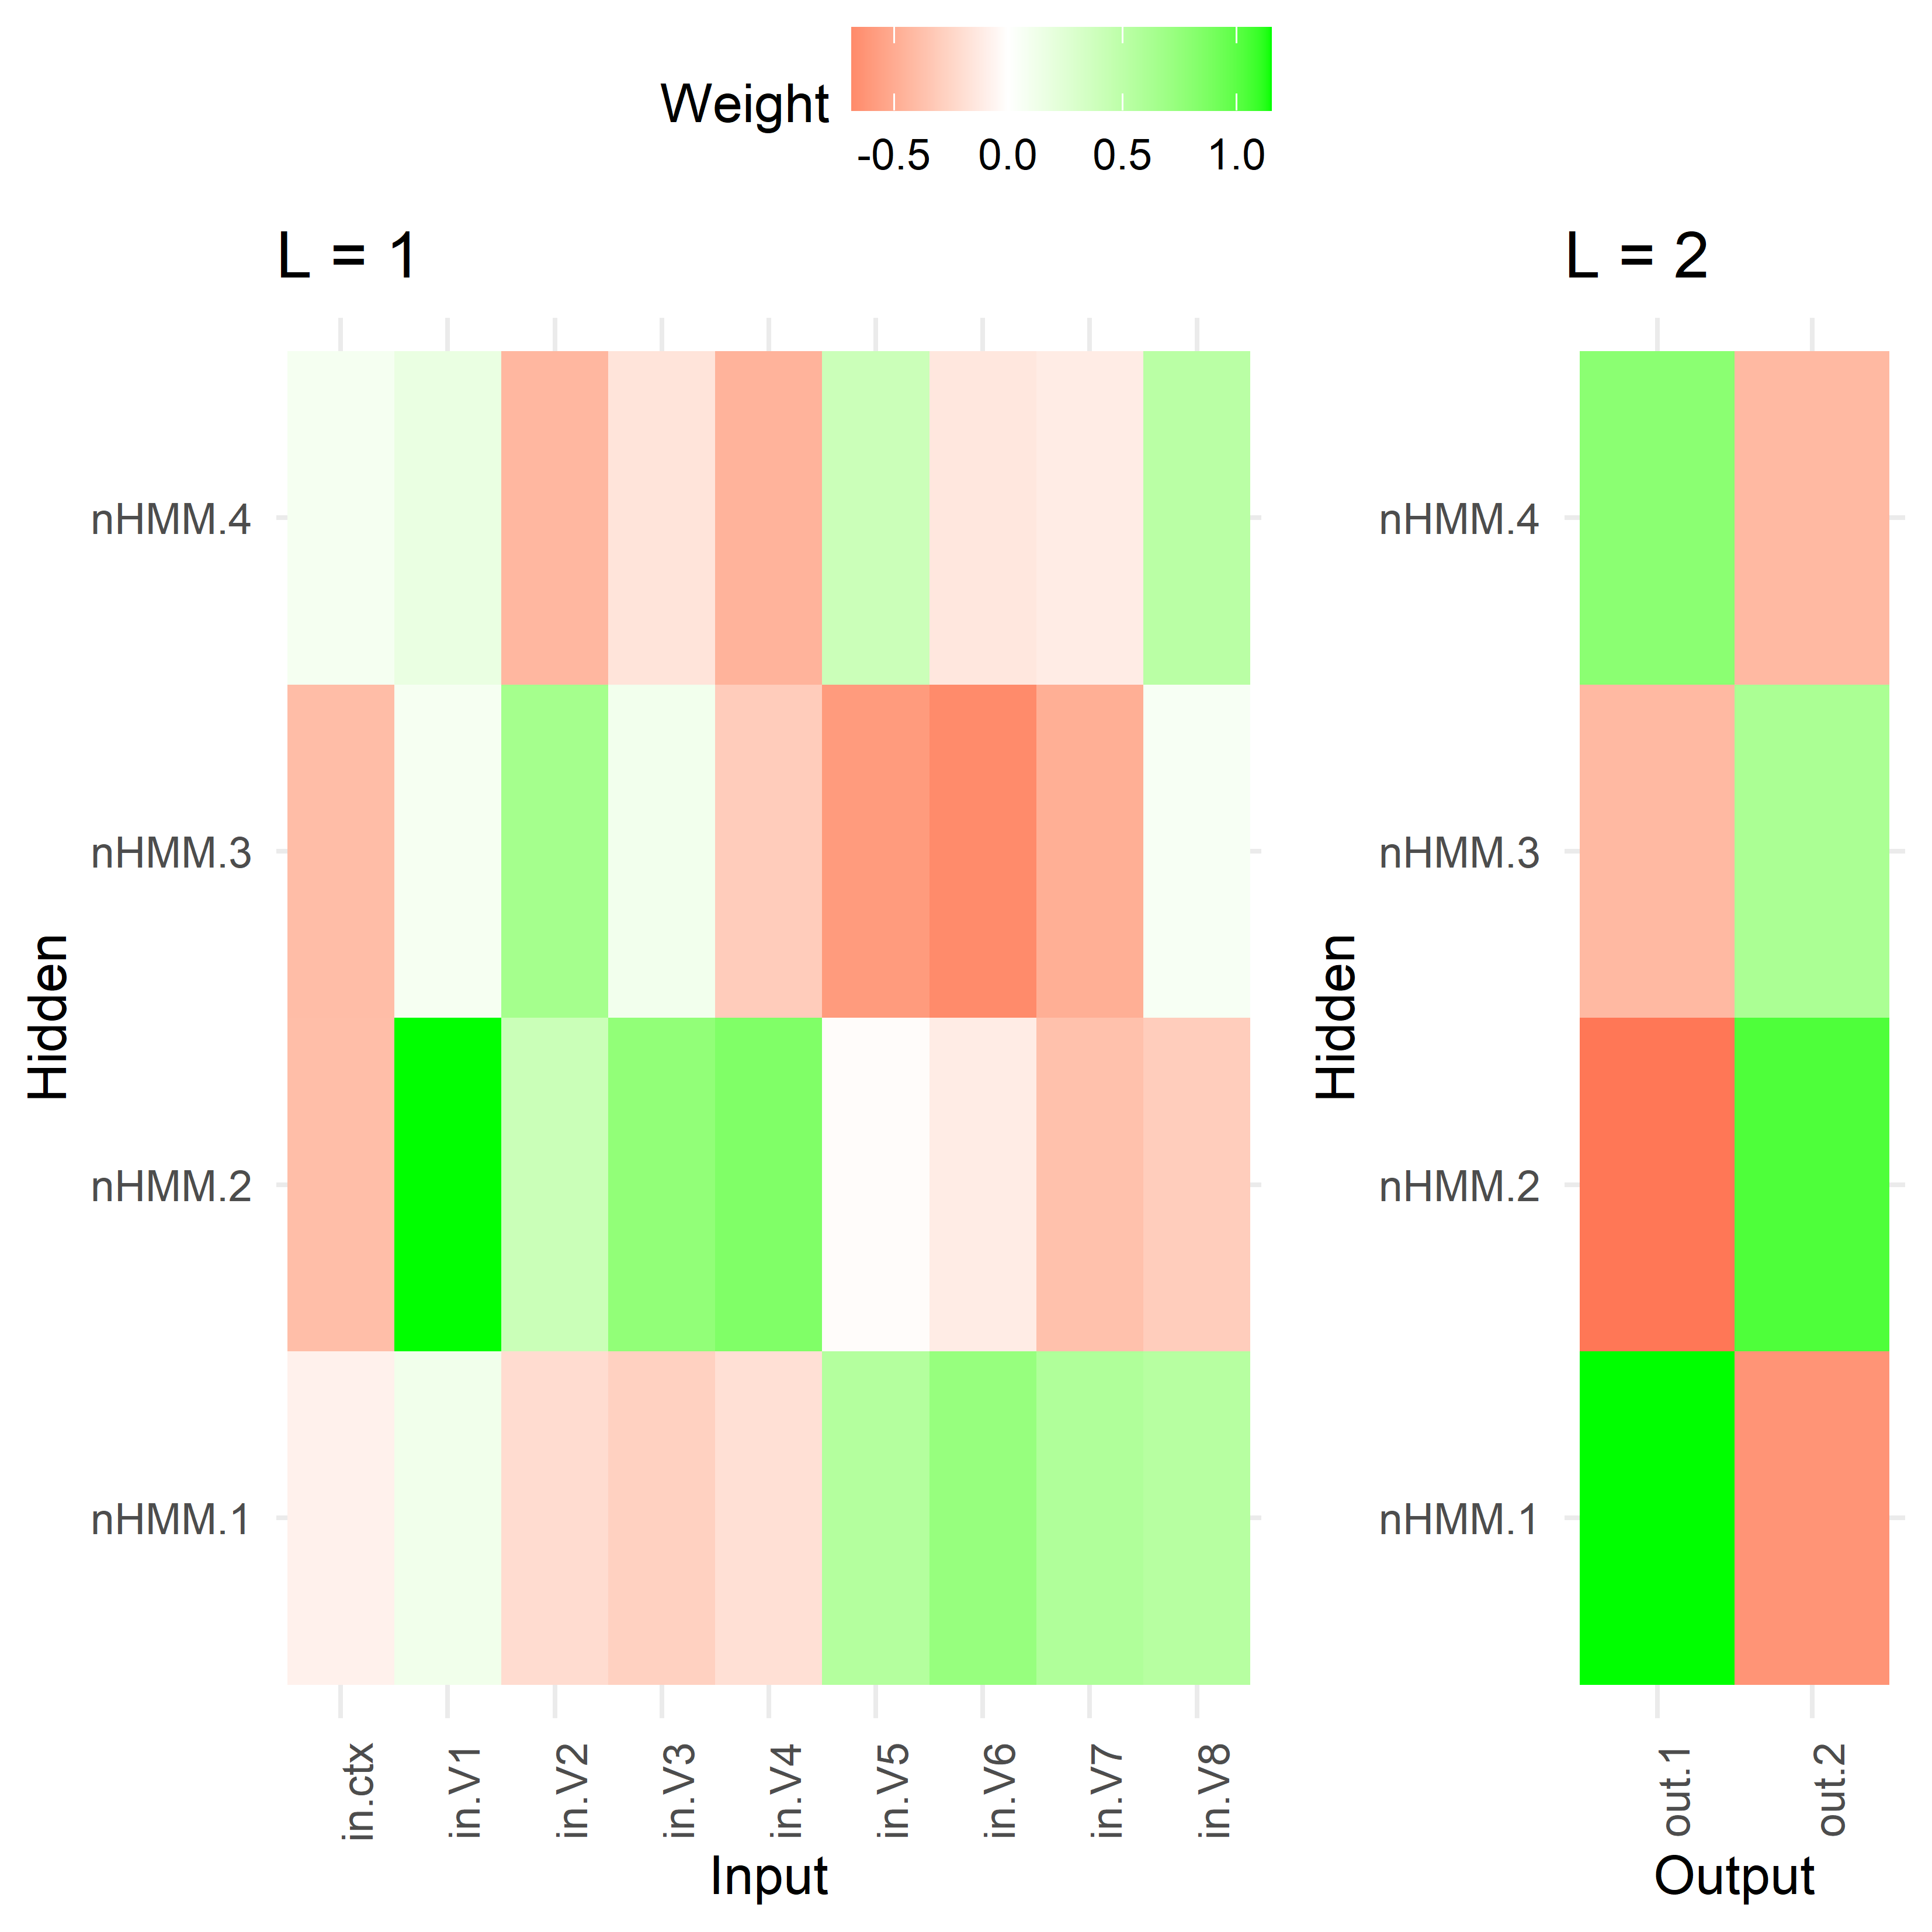 Weight
-0.5 0.0 0.5 1.0
L = 1
nHMM.4
nHMM.3
nHMM.2
nHMM.1
Hidden
in.ctx in.V1 in.V2 in.V3 in.V4 in.V5 in.V6 in.V7 in.V8
Input
L = 2
nHMM.4
nHMM.3
nHMM.2
nHMM.1
Hidden
out.1 out.2
Output